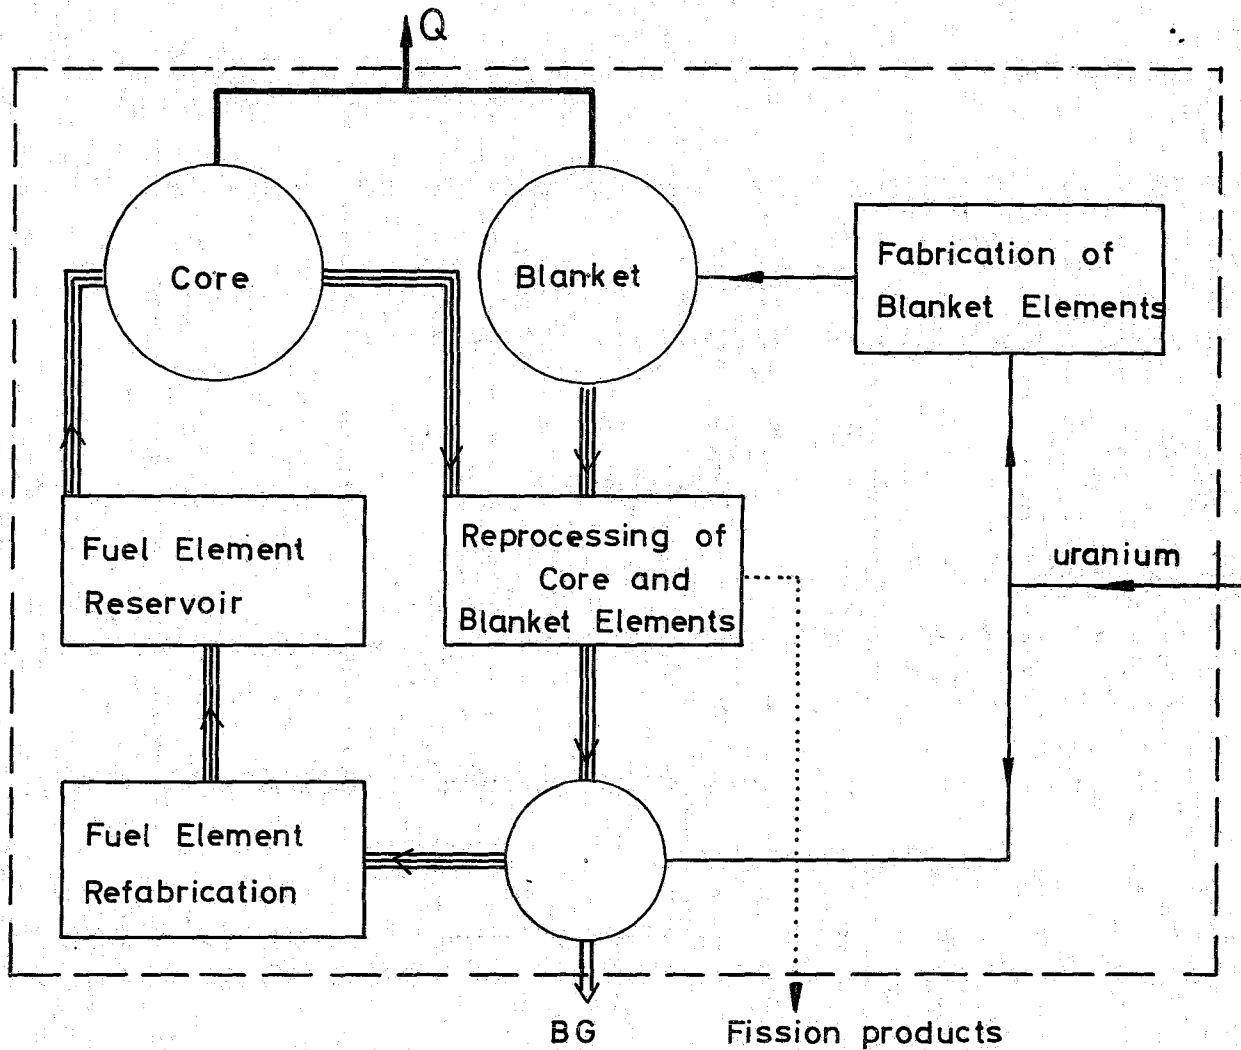 Q
Core
Blanket
Fabrication of
Blanket Elements
Fuel Element
Reservoir
Reprocessing of
Core and
Blanket Elements
uranium
Fuel Element
Refabrication
BG
Fission products